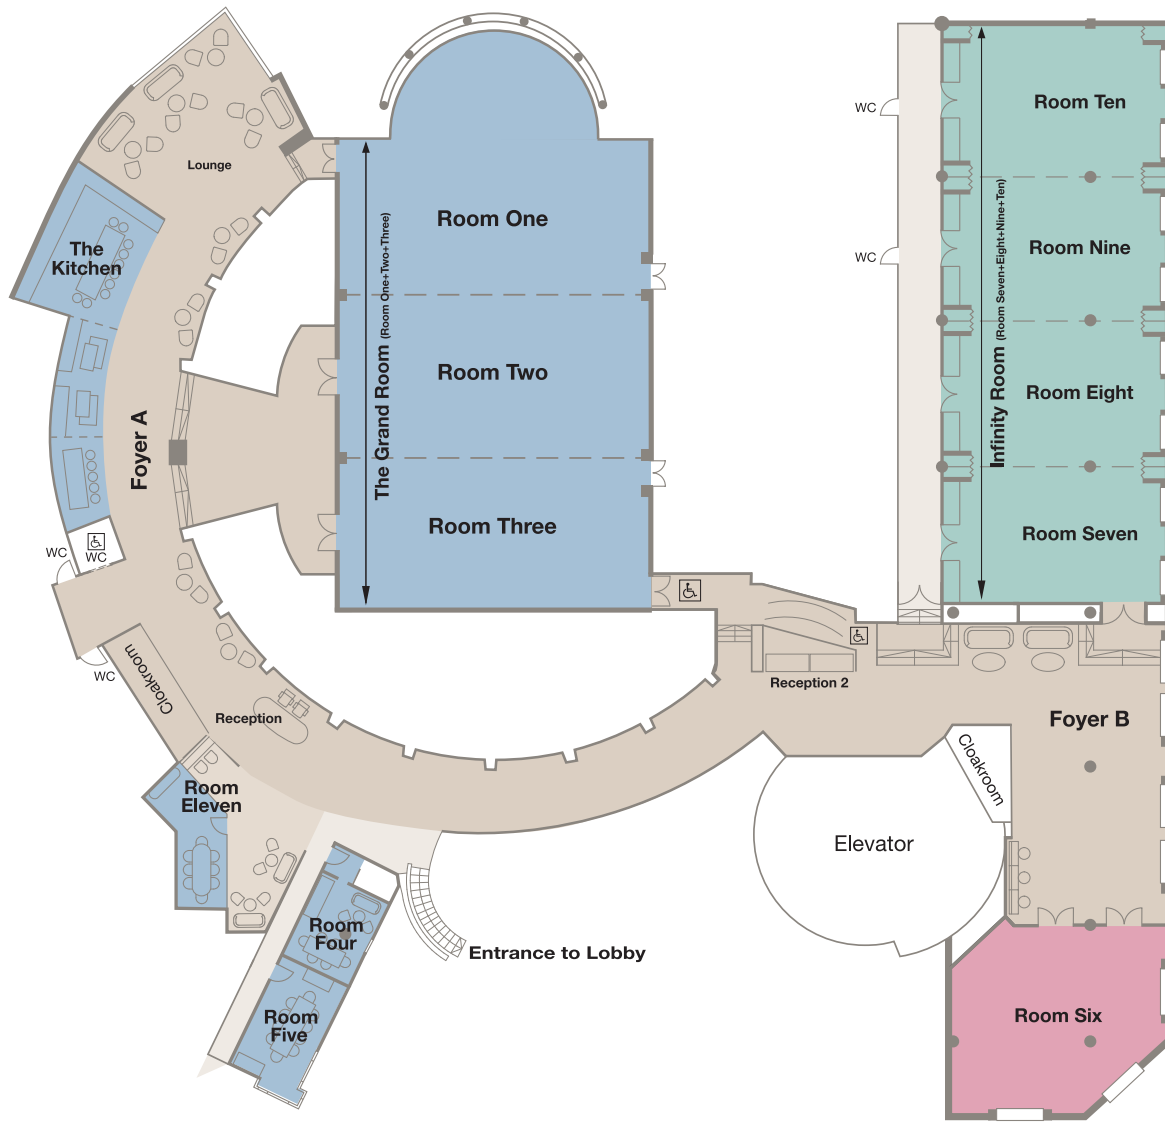 Lounge
The
Kitchen
Foyer A
WC
WC
WC
Cloakroom
Reception
Room
Eleven
Room
Four
Room
Five
Entrance to Lobby
Room One
Room Two
Room Three
The Grand Room (Room One+Two+Three)
Reception 2
WC
WC
Room Ten
Room Nine
Room Eight
Room Seven
Infinity Room (Room Seven+Eight+Nine+Ten)
Foyer B
Cloakroom
Elevator
Room Six